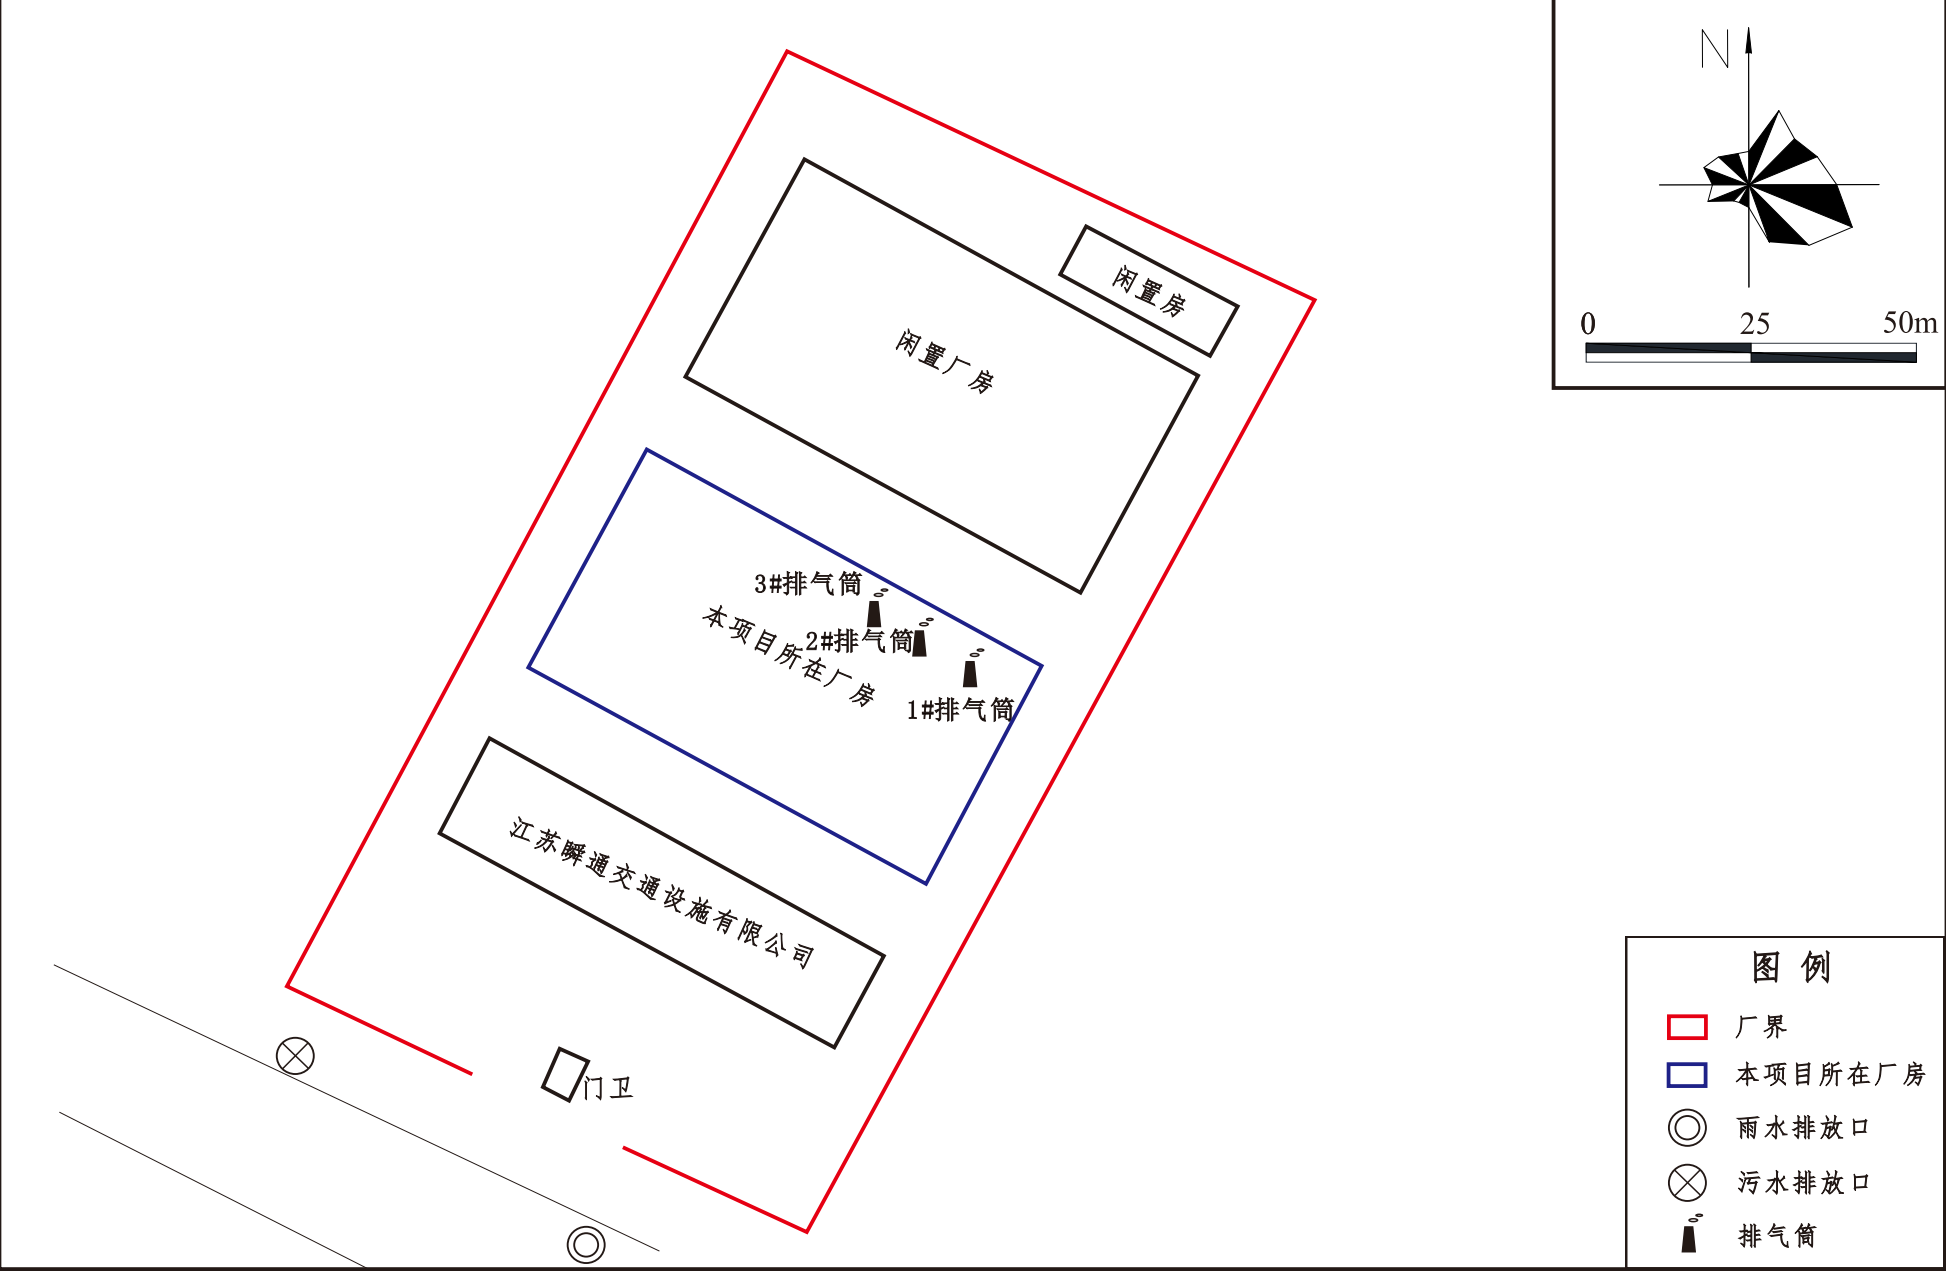 N
0 25 50m
闲置房
闲置厂房
3#排气筒
2#排气筒
本项目所在厂房
1#排气筒
江苏瞬通交通设施有限公司
门卫
图例
厂界
本项目所在厂房
雨水排放口
污水排放口
排气筒